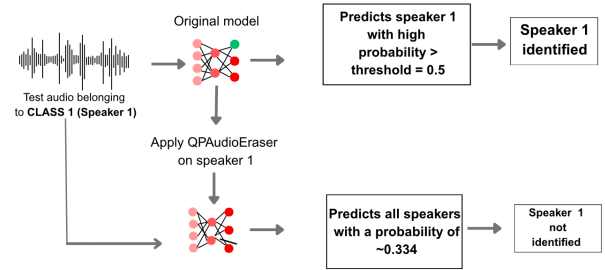 Original model
Predicts speaker 1
with high
probability >
threshold = 0.5
Speaker 1
identified
Test audio belonging
to CLASS 1 (Speaker 1)
Apply QPAudioEraser
on speaker 1
Predicts all speakers
with a probability of
~0.334
Speaker 1
not
identified